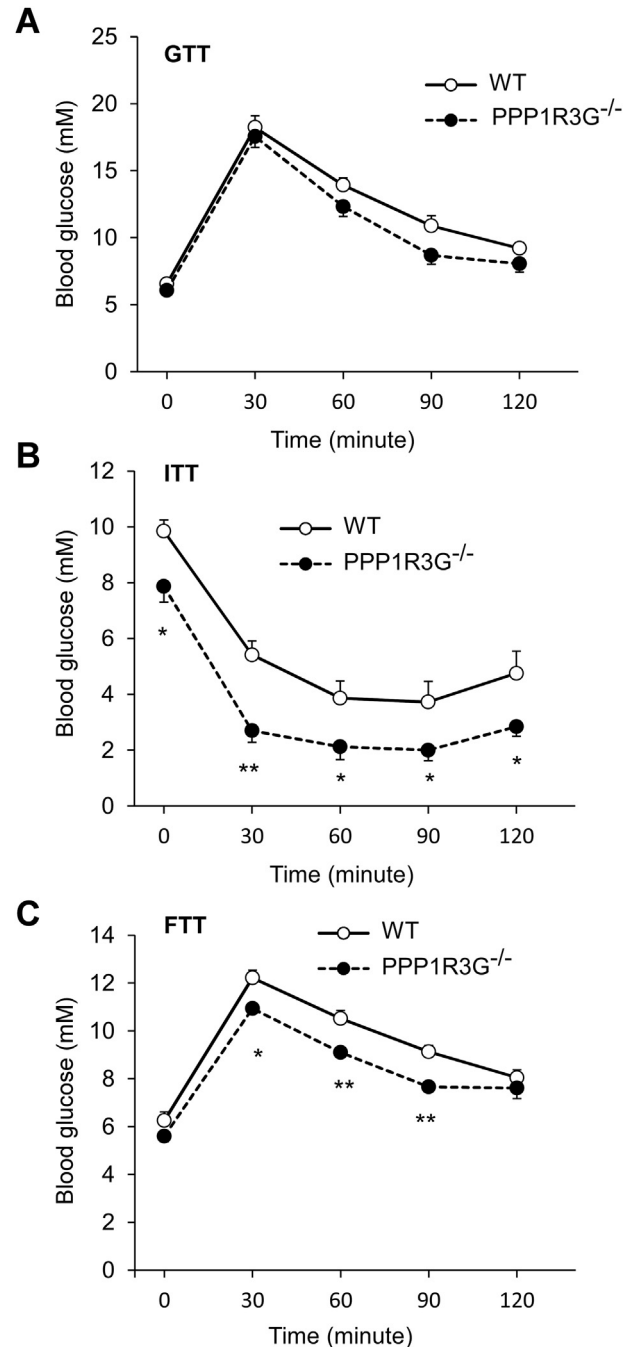 A
GTT
25
20
15
10
5
0
Blood glucose (mM)
WT
PPP1R3G-/-
0 30 60 90 120
Time (minute)
B
ITT
12
10
8
6
4
2
0
Blood glucose (mM)
WT
PPP1R3G-/-
*
**
*
*
*
0 30 60 90 120
Time (minute)
C
FTT
14
12
10
8
6
4
2
0
Blood glucose (mM)
WT
PPP1R3G-/-
*
**
**
0 30 60 90 120
Time (minute)